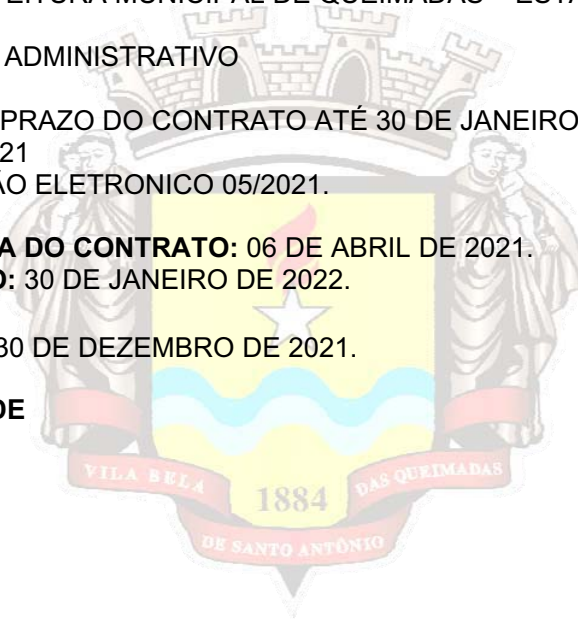 EITURA MUNICIPAL DE QUEIMADAS – ESTA
ADMINISTRATIVO
PRAZO DO CONTRATO ATÉ 30 DE JANEIRO
21
ÃO ELETRONICO 05/2021.
A DO CONTRATO: 06 DE ABRIL DE 2021.
O: 30 DE JANEIRO DE 2022.
30 DE DEZEMBRO DE 2021.
DE
VILA BELA
1884
DAS QUEIMADAS
DE SANTO ANTÔNIO